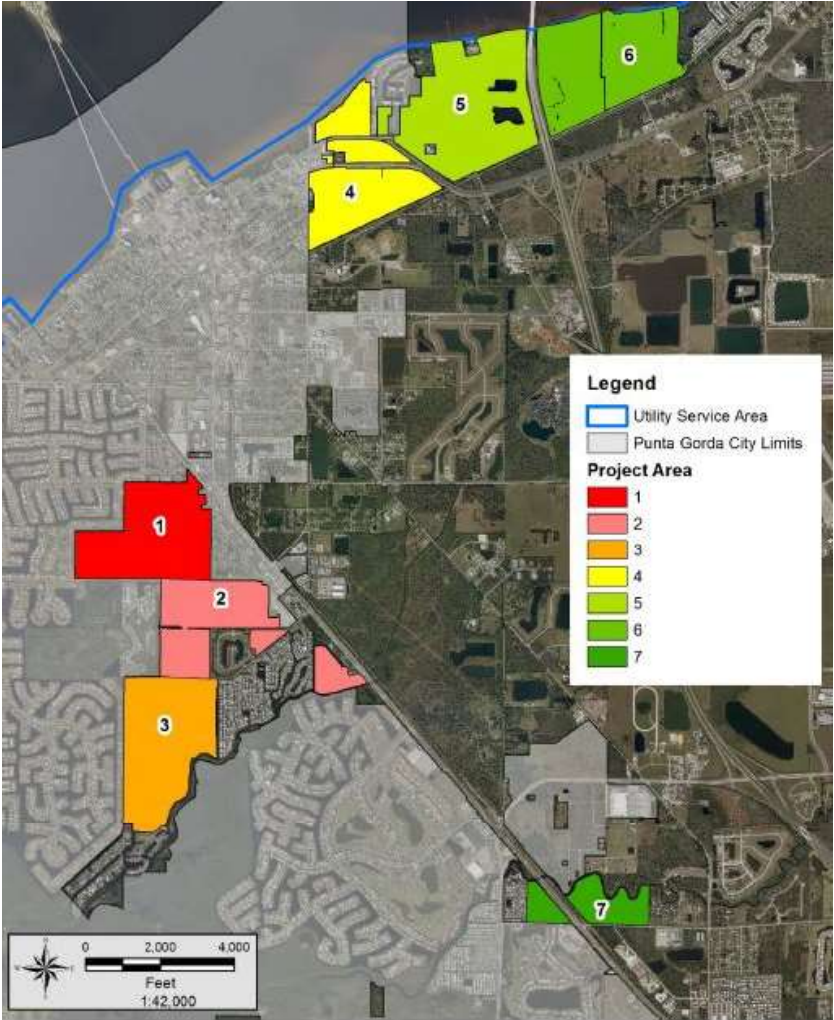 6
5
4
Legend
Utility Service Area
Punta Gorda City Limits
Project Area
1
2
3
4
5
6
7
1
2
3
7
N
W E
S
0 2,000 4,000
Feet
1:42,000